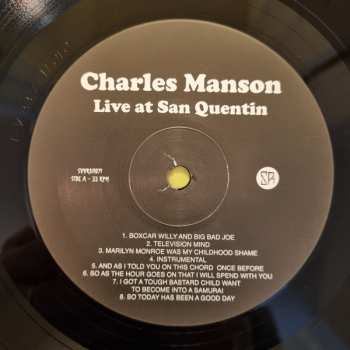 Charles Manson
Live at San Quentin
SIDE A - 33 RPM
SR
1. BOXCAR WILLY AND BIG BAD JOE
2. TELEVISION MIND
3. MARILYN MONROE WAS MY CHILDHOOD SHAME
4. INSTRUMENTAL
5. AND AS I TOLD YOU ON THIS CHORD ONCE BEFORE
6. SO AS THE HOUR GOES ON THAT I WILL SPEND WITH YOU
7. I GOT A TOUGH BASTARD CHILD WANT
TO BECOME INTO A SAMURAI
8. SO TODAY HAS BEEN A GOOD DAY